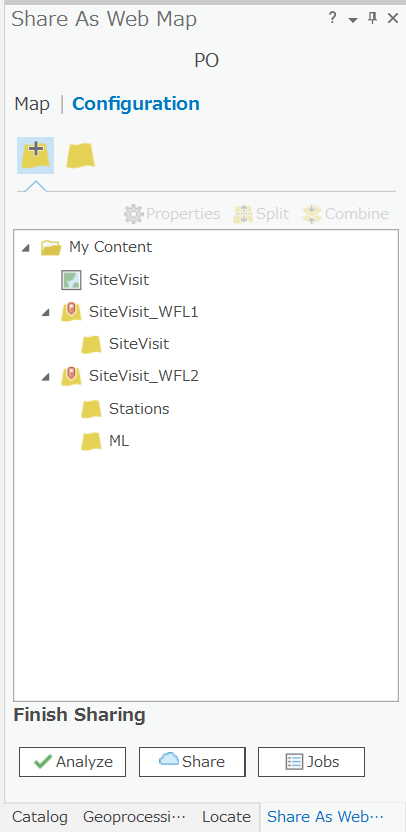 Share As Web Map ?
PO
Map | Configuration
Properties Split Combine
My Content
SiteVisit
SiteVisit_WFL1
SiteVisit
SiteVisit_WFL2
Stations
ML
Finish Sharing
Analyze Share Jobs
Catalog Geoprocessi··· Locate Share As Web···